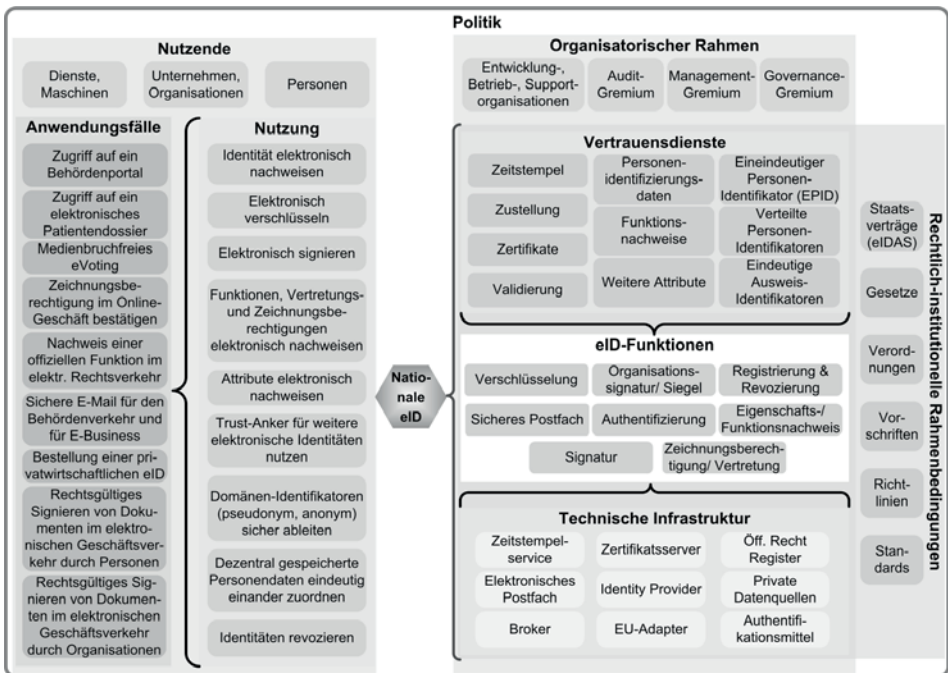 Politik
Nutzende
Dienste,
Maschinen
Unternehmen,
Organisationen
Personen
Anwendungsfälle
Zugriff auf ein
Behördenportal
Zugriff auf ein
elektronisches
Patientendossier
Medienbruchfreies
eVoting
Zeichnungsbe-
rechtigung im Online-
Geschäft bestätigen
Nachweis einer
offiziellen Funktion im
elektr. Rechtsverkehr
Sichere E-Mail für den
Behördenverkehr und
für E-Business
Bestellung einer pri-
vatwirtschaftlichen eID
Rechtsgültiges
Signieren von Doku-
menten im elektro-
nischen Geschäftsver-
kehr durch Personen
Rechtsgültiges Sig-
nieren von Dokumen-
ten im elektronischen
Geschäftsverkehr
durch Organisationen
Nutzung
Identität elektronisch
nachweisen
Elektronisch
verschlüsseln
Elektronisch signieren
Funktionen, Vertretungs-
und Zeichnungsbe-
rechtigungen
elektronisch nachweisen
Attribute elektronisch
nachweisen
Trust-Anker für weitere
elektronische Identitäten
nutzen
Domänen-Identifikatoren
(pseudonym, anonym)
sicher ableiten
Dezentral gespeicherte
Personendaten eindeutig
einander zuordnen
Identitäten revozieren
Natio-
nale
eID
Organisatorischer Rahmen
Entwicklung-,
Betrieb-, Support-
organisationen
Audit-
Gremium
Management-
Gremium
Governance-
Gremium
Vertrauensdienste
Zeitstempel
Zustellung
Zertifikate
Validierung
Personen-
identifizierungs-
daten
Funktions-
nachweise
Weitere Attribute
Eineindeutiger
Personen-
Identifikator (EPID)
Verteilte
Personen-
Identifikatoren
Eindeutige
Ausweis-
Identifikatoren
eID-Funktionen
Verschlüsselung
Organisations-
signatur/ Siegel
Registrierung &
Revozierung
Sicheres Postfach
Authentifizierung
Eigenschafts-/
Funktionsnachweis
Signatur
Zeichnungsberech-
tigung/ Vertretung
Technische Infrastruktur
Zeitstempel-
service
Zertifikatsserver
Öff. Recht
Register
Elektronisches
Postfach
Identity Provider
Private
Datenquellen
Broker
EU-Adapter
Authentifi-
kationsmittel
Staats-
verträge
(eIDAS)
Gesetze
Verord-
nungen
Vor-
schriften
Richt-
linien
Stan-
dards
Rechtlich-institutionelle Rahmenbedingungen